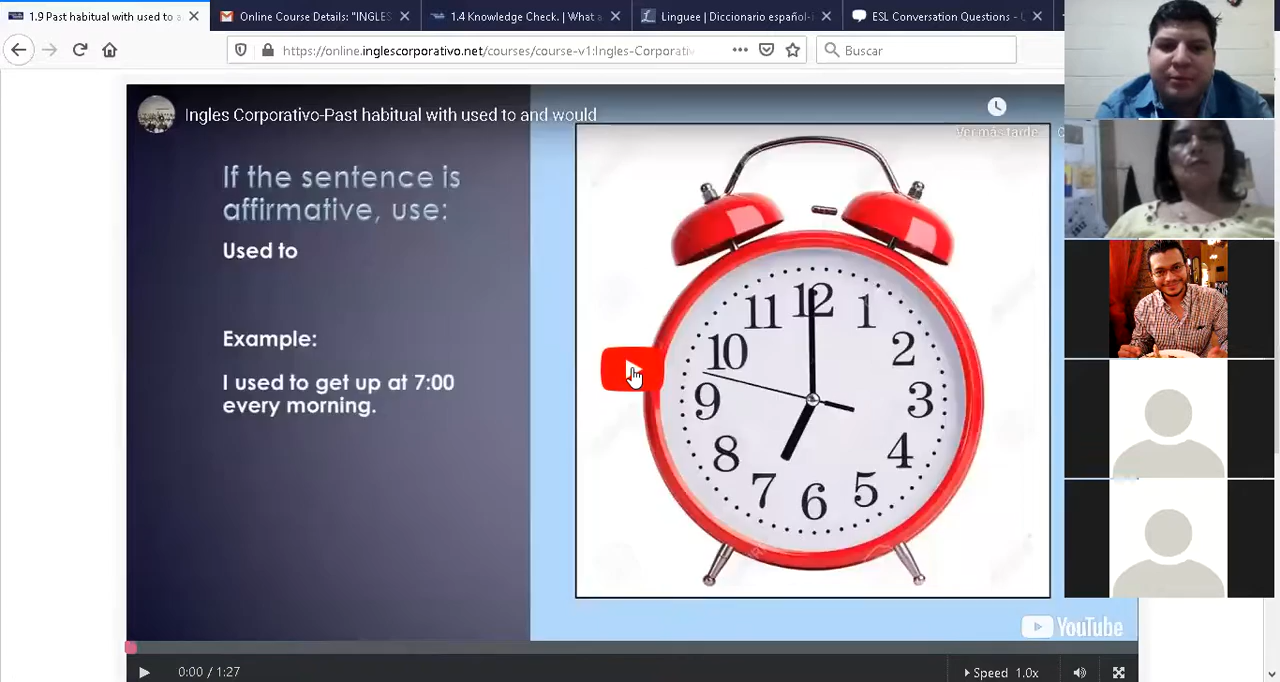 1.9 Past habitual with used to a
Online Course Details: "INGLES
1.4 Knowledge Check. | What a
Linguee | Diccionario español-i
ESL Conversation Questions -
https://online.inglescorporativo.net/courses/course-v1:Ingles-Corporativ
Buscar
Ingles Corporativo-Past habitual with used to and would
Ver más tarde
If the sentence is
affirmative, use:
Used to
Example:
I used to get up at 7:00
every morning.
12
11 1
10 2
9 3
8 4
7 5
6
YouTube
0:00 / 1:27
Speed 1.0x